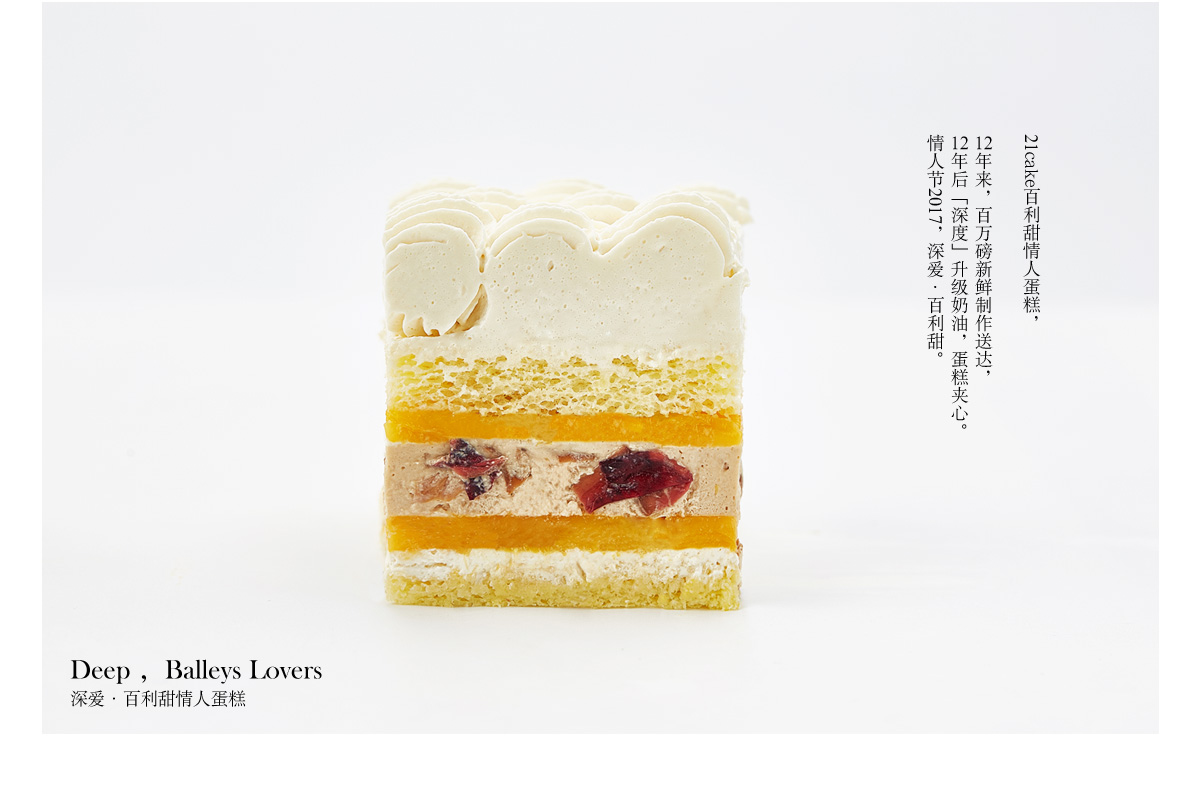 21cake百利甜情人蛋糕，
12年来，百万磅新鲜制作送达，
12年后「深度」升级奶油，蛋糕夹心。
情人节2017，深爱·百利甜。
Deep， Balleys Lovers
深爱·百利甜情人蛋糕